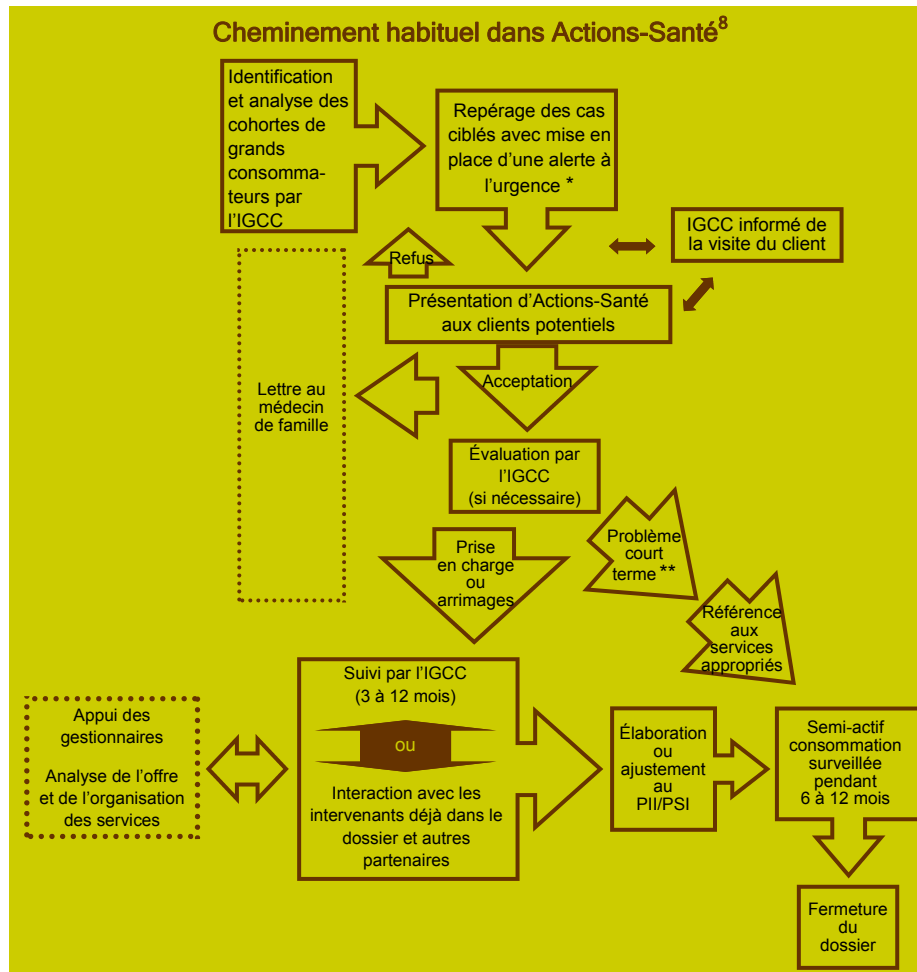 Cheminement habituel dans Actions-Santé8
Identification
et analyse des
cohortes de
grands
consomma-
teurs par
l'IGCC
Repérage des cas
ciblés avec mise en
place d'une alerte à
l'urgence *
IGCC informé de
la visite du client
Refus
Présentation d'Actions-Santé
aux clients potentiels
Acceptation
Lettre au
médecin
de famille
Évaluation par
l'IGCC
(si nécessaire)
Prise
en charge
ou
arrimages
Problème
court
terme **
Référence
aux
services
appropriés
Appui des
gestionnaires
Analyse de l'offre
et de l'organisation
des services
Suivi par l'IGCC
(3 à 12 mois)
ou
Interaction avec les
intervenants déjà dans le
dossier et autres
partenaires
Élaboration
ou
ajustement
au
PII/PSI
Semi-actif
consommation
surveillée
pendant
6 à 12 mois
Fermeture
du
dossier